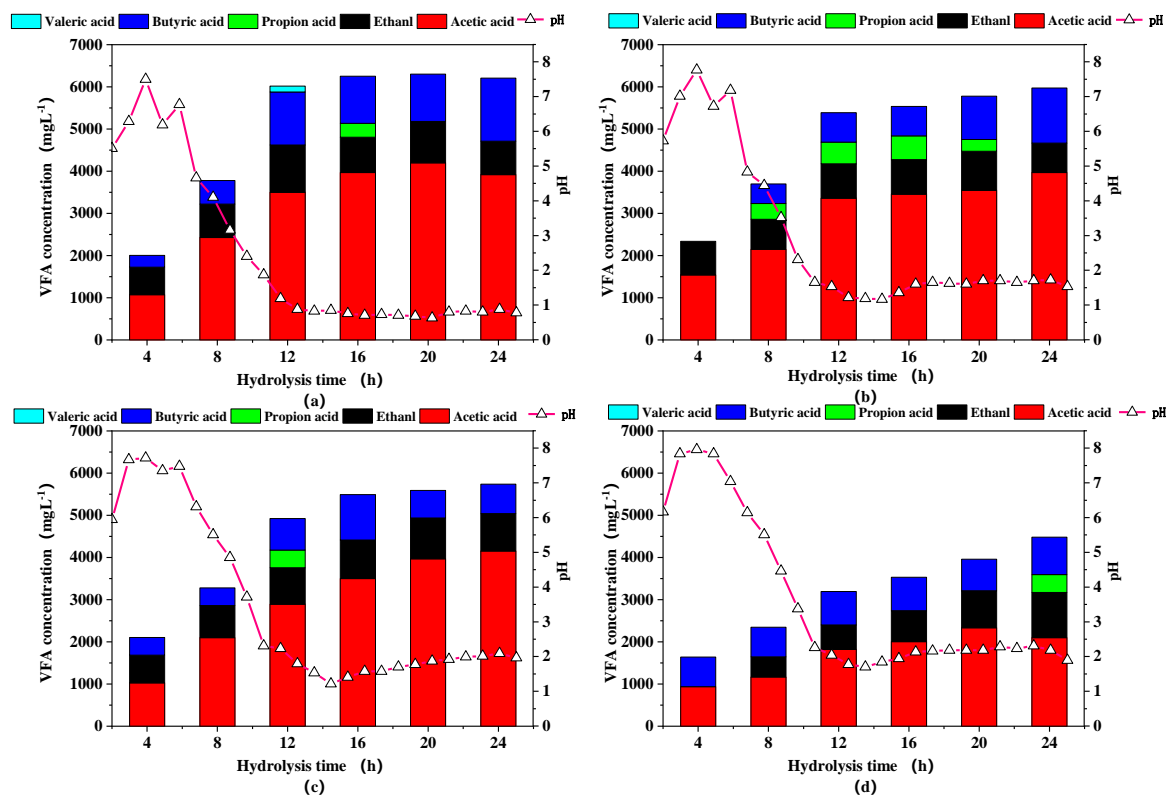 Valeric acid Butyric acid Propion acid Ethanl Acetic acid pH
7000
6000
5000
4000
3000
2000
1000
0
VFA concentration (mgL-1)
8
7
6
5
4
3
2
1
0
pH
4 8 12 16 20 24
Hydrolysis time (h)
(a)
Valeric acid Butyric acid Propion acid Ethanl Acetic acid pH
7000
6000
5000
4000
3000
2000
1000
0
VFA concentration (mgL-1)
8
7
6
5
4
3
2
1
0
pH
4 8 12 16 20 24
Hydrolysis time (h)
(b)
Valeric acid Butyric acid Propion acid Ethanl Acetic acid pH
7000
6000
5000
4000
3000
2000
1000
0
VFA concentration (mgL-1)
8
7
6
5
4
3
2
1
0
pH
4 8 12 16 20 24
Hydrolysis time (h)
(c)
Valeric acid Butyric acid Propion acid Ethanl Acetic acid pH
7000
6000
5000
4000
3000
2000
1000
0
VFA concentration (mgL-1)
8
7
6
5
4
3
2
1
0
pH
4 8 12 16 20 24
Hydrolysis time (h)
(d)